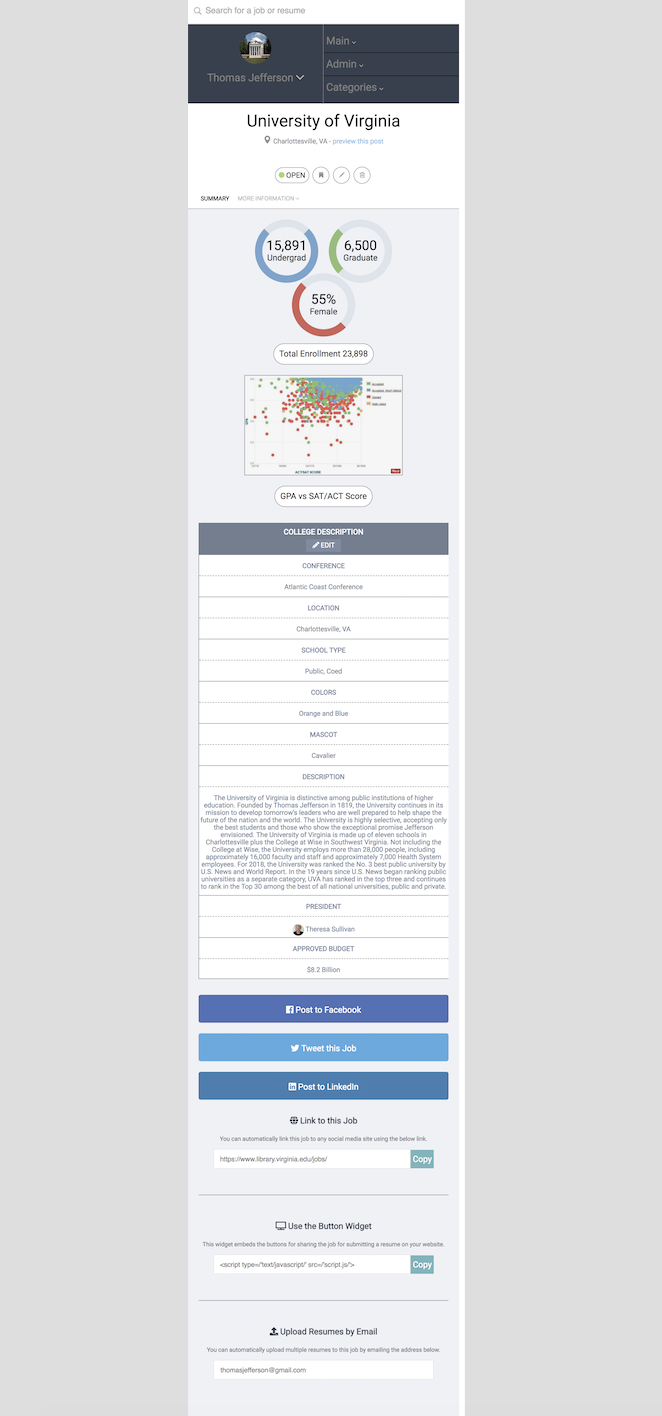 Search for a job or resume
Thomas Jefferson
Main
Admin
Categories
University of Virginia
Charlottesville, VA - preview this post
OPEN
SUMMARY MORE INFORMATION
15,891
Undergrad
6,500
Graduate
55%
Female
Total Enrollment 23,898
GPA vs SAT/ACT Score
COLLEGE DESCRIPTION
EDIT
CONFERENCE
Atlantic Coast Conference
LOCATION
Charlottesville, VA
SCHOOL TYPE
Public, Coed
COLORS
Orange and Blue
MASCOT
Cavalier
DESCRIPTION
The University of Virginia is distinctive among public institutions of higher
education. Founded by Thomas Jefferson in 1819, the University continues in its
mission to develop tomorrow's leaders who are well prepared to help shape the
future of the nation and the world. The University is highly selective, accepting only
the best students and those who show the exceptional promise Jefferson
envisioned. The University of Virginia is made up of eleven schools in
Charlottesville plus the College at Wise in Southwest Virginia. Not including the
College at Wise, the University employs more than 28,000 people, including
approximately 16,000 faculty and staff and approximately 7,000 Health System
employees. For 2018, the University was ranked the No. 3 best public university by
U.S. News and World Report. In the 19 years since U.S. News began ranking public
universities as a separate category, UVA has ranked in the top three and continues
to rank in the Top 30 among the best of all national universities, public and private.
PRESIDENT
Theresa Sullivan
APPROVED BUDGET
$8.2 Billion
Post to Facebook
Tweet this Job
Post to LinkedIn
Link to this Job
You can automatically link this job to any social media site using the below link.
https://www.library.virginia.edu/jobs/ Copy
Use the Button Widget
This widget embeds the buttons for sharing the job for submitting a resume on your website.
<script type=/'text/javascript/' src=/'script.js/'> Copy
Upload Resumes by Email
You can automatically upload multiple resumes to this job by emailing the address below.
thomasjefferson@gmail.com